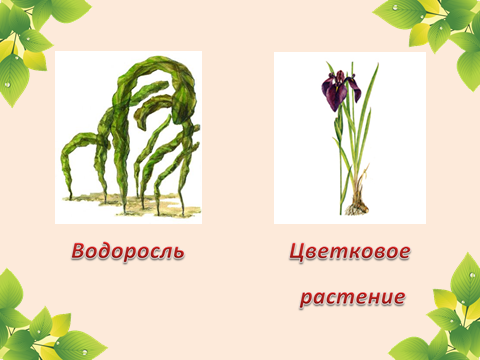 Водоросль
Цветковое
растение